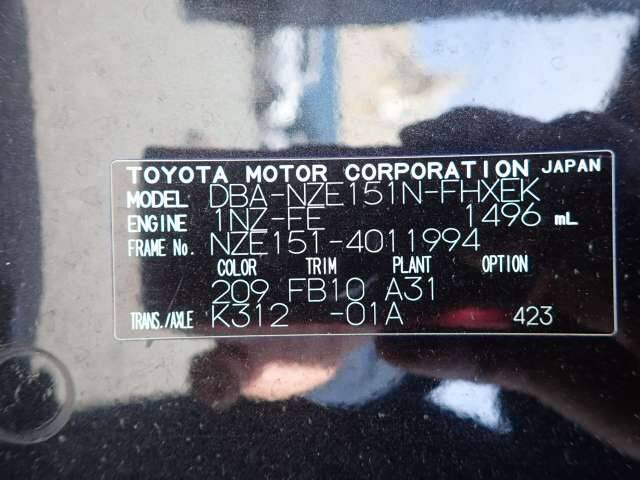 TOYOTA MOTOR CORPORATION JAPAN
MODEL DBA-NZE151N-FHXEK
ENGINE 1NZ-FE 1496 mL
FRAME No. NZE151-4011994
COLOR TRIM PLANT OPTION
209 FB10 A31
TRANS./AXLE K312 -01A 423